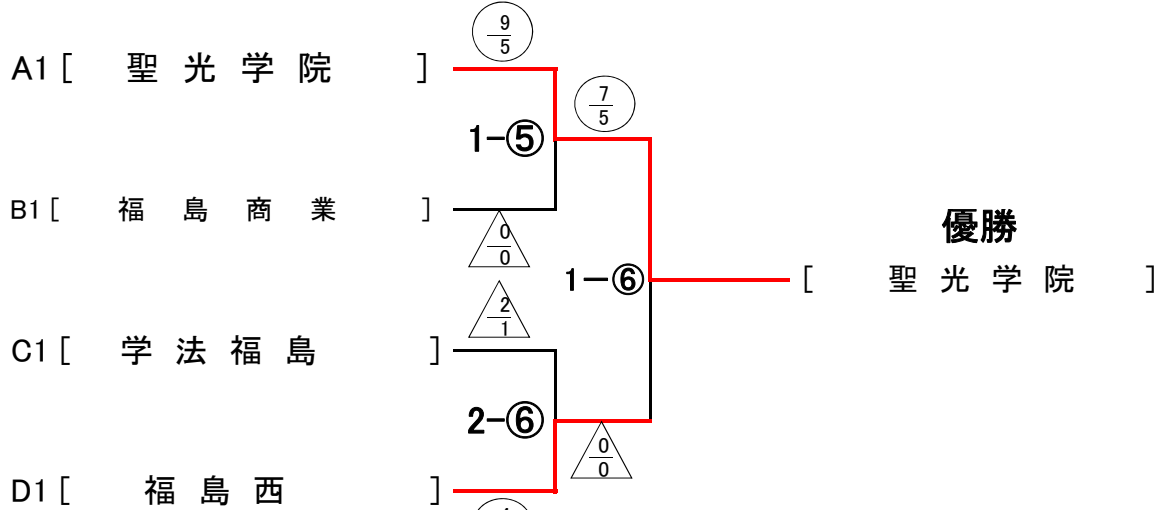 9
5
A1 [ 聖 光 学 院 ]
7
5
1-⑤
B1 [ 福 島 商 業 ]
0
0
優勝
1-⑥
[ 聖 光 学 院 ]
2
1
C1 [ 学 法 福 島 ]
2-⑥
0
0
D1 [ 福 島 西 ]